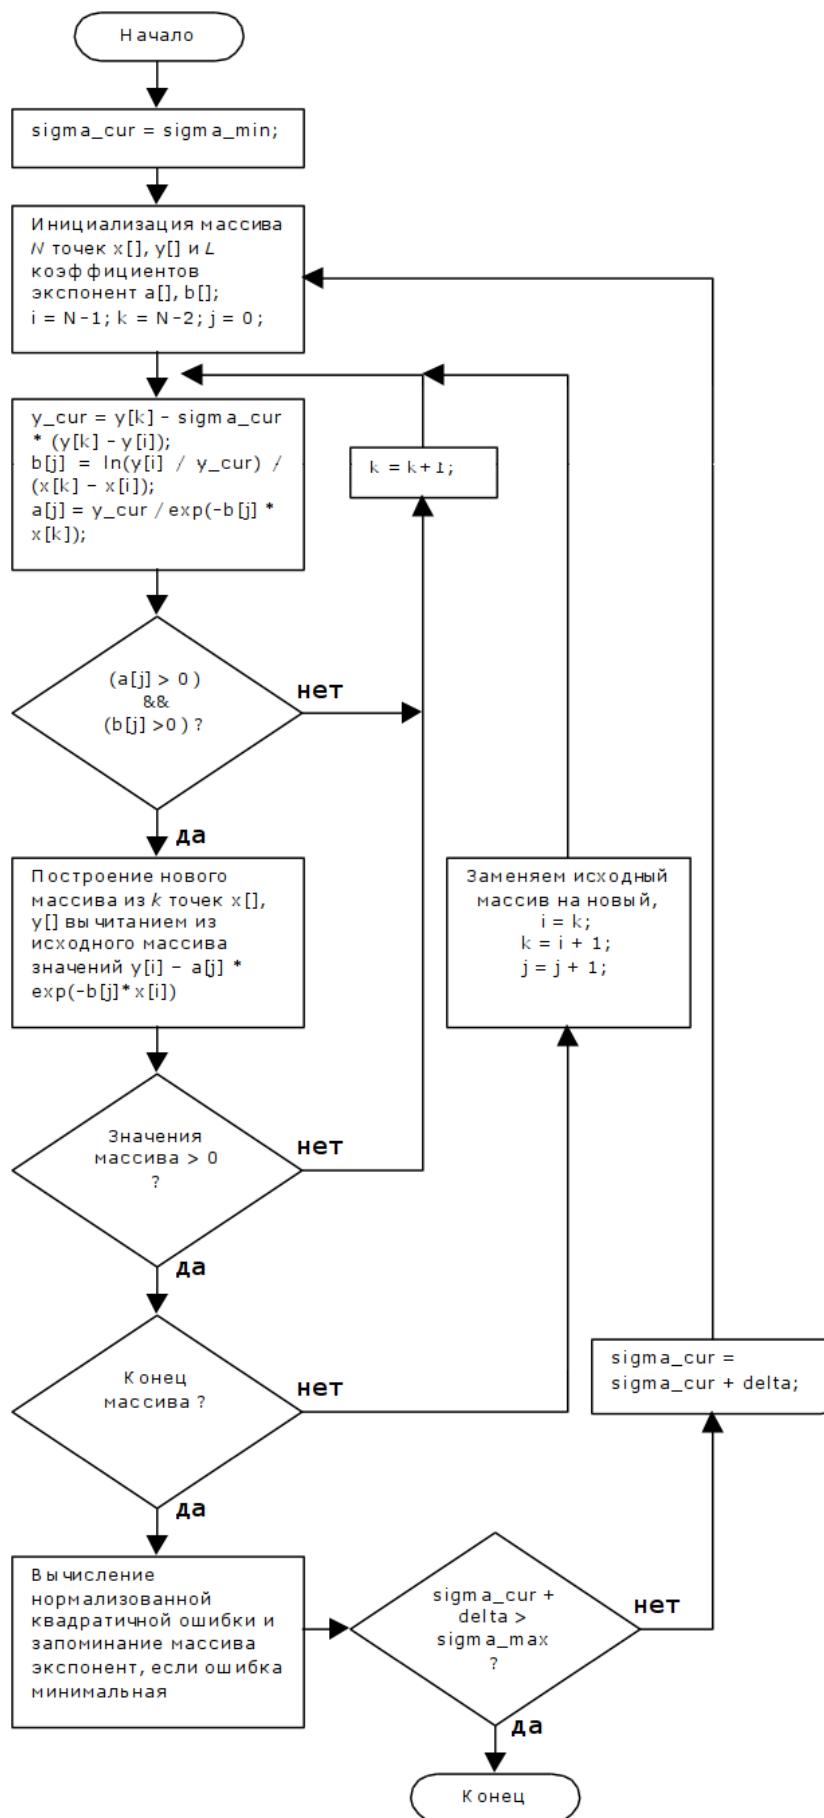 Начало
sigma_cur = sigma_min;
Инициализация массива
N точек x[], y[] и L
коэффициентов
экспонент a[], b[];
i = N-1; k = N-2; j = 0;
y_cur = y[k] - sigma_cur
* (y[k] - y[i]);
b[j] = ln(y[i] / y_cur) /
(x[k] - x[i]);
a[j] = y_cur / exp(-b[j] *
x[k]);
k = k+1;
(a[j] > 0)
&&
(b[j] >0) ?
нет
да
Построение нового
массива из k точек x[],
y[] вычитанием из
исходного массива
значений y[i] - a[j] *
exp(-b[j]*x[i])
Заменяем исходный
массив на новый,
i = k;
k = i + 1;
j = j + 1;
Значения
массива > 0
?
нет
да
Конец
массива ?
нет
да
sigma_cur =
sigma_cur + delta;
Вычисление
нормализованной
квадратичной ошибки и
запоминание массива
экспонент, если ошибка
минимальная
sigma_cur +
delta >
sigma_max
?
нет
да
Конец